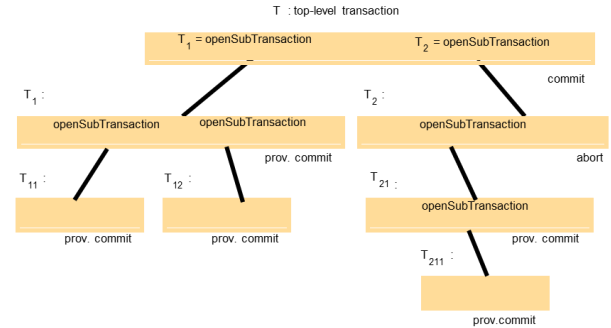 T : top-level transaction
T1 = openSubTransaction T2 = openSubTransaction
commit
T1 : T2 :
openSubTransaction openSubTransaction openSubTransaction
prov. commit abort
T11 : T12 : T21 :
openSubTransaction
prov. commit prov. commit prov. commit
T211 :
prov.commit